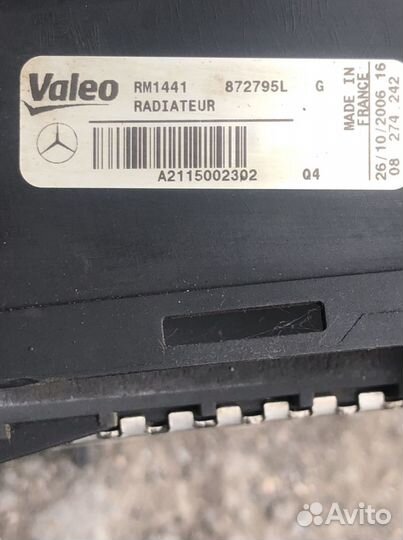 Valeo RM1441 872795L G
RADIATEUR
A2115002302 Q4
MADE IN
FRANCE
26/10/2006 16
08 274 242
Avito